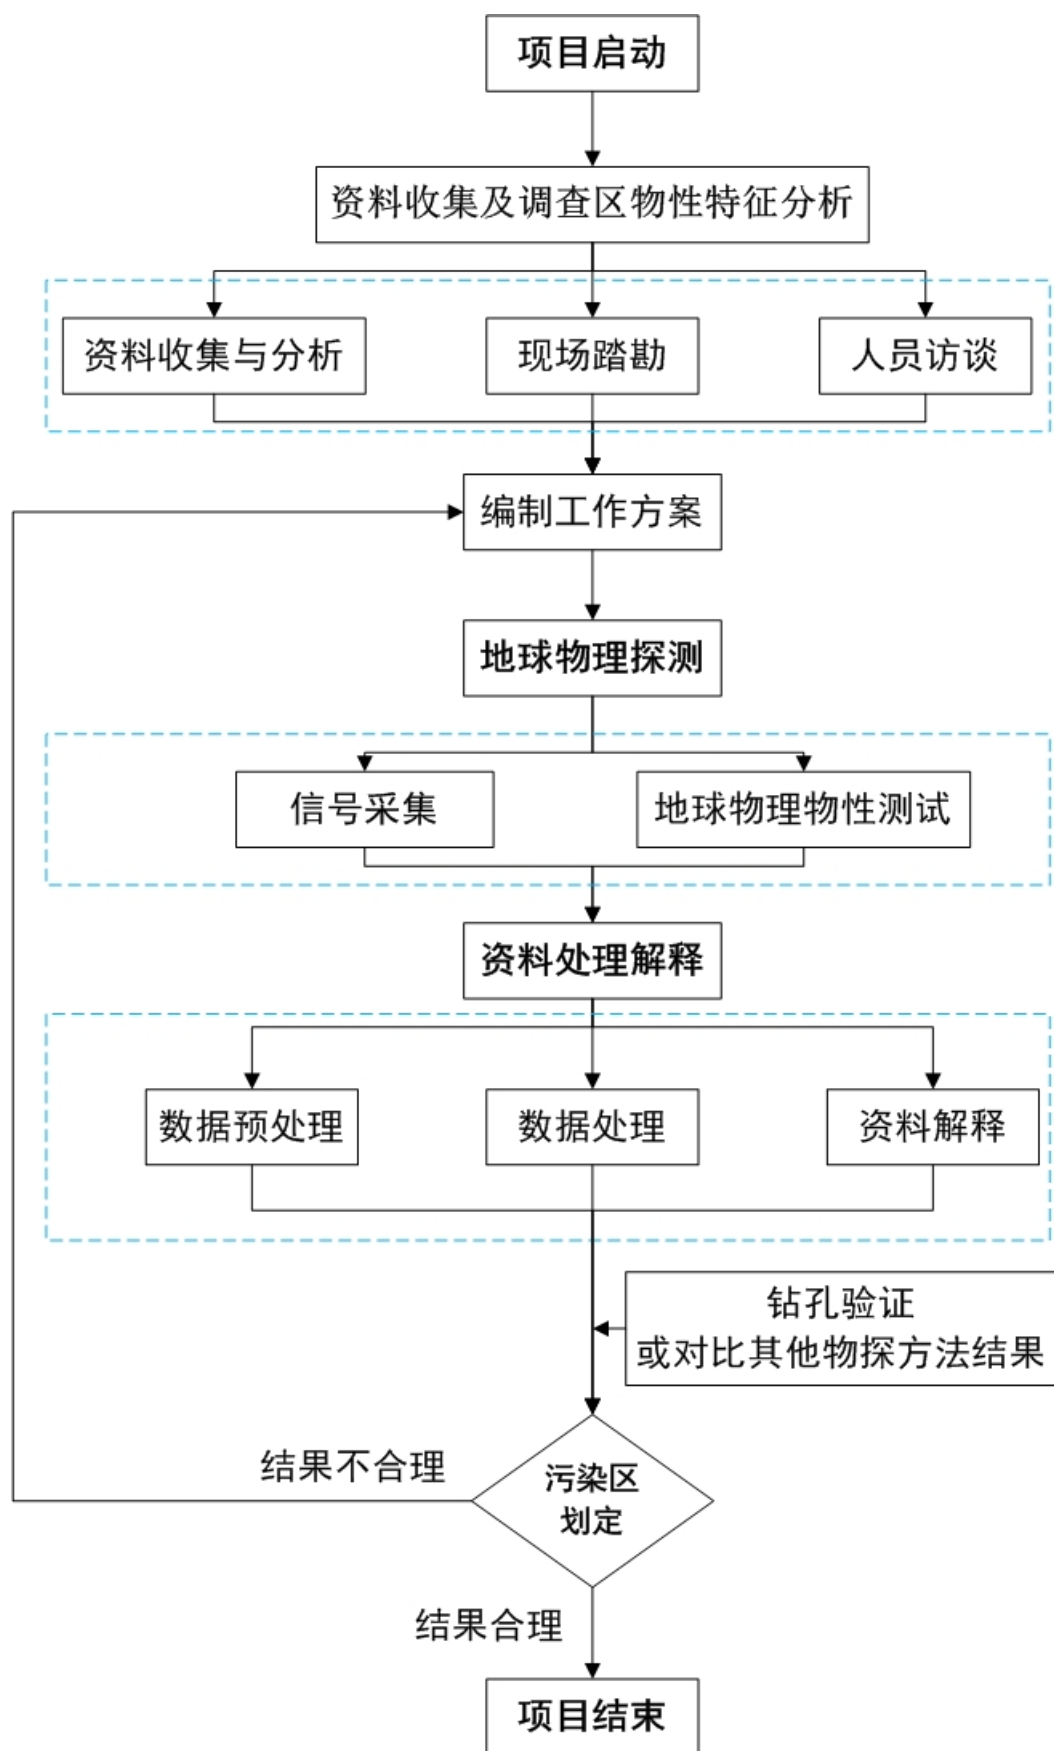 项目启动
资料收集及调查区物性特征分析
资料收集与分析
现场踏勘
人员访谈
编制工作方案
地球物理探测
信号采集
地球物理物性测试
资料处理解释
数据预处理
数据处理
资料解释
钻孔验证
或对比其他物探方法结果
结果不合理
污染区
划定
结果合理
项目结束